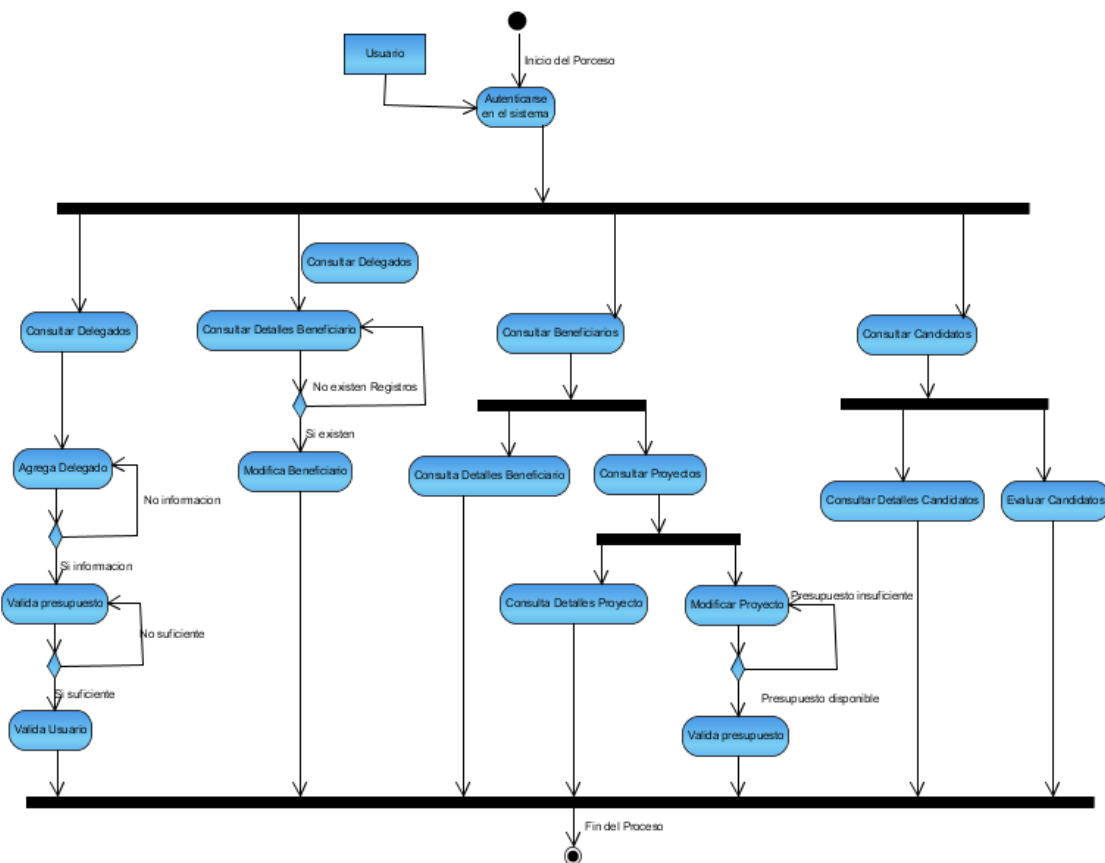 Usuario
Inicio del Porceso
Autenticarse
en el sistema
Consultar Delegados
Consultar Delegados
Consultar Detalles Beneficiario
Consultar Beneficiarios
Consultar Candidatos
No existen Registros
Si existen
Agrega Delegado
Modifica Beneficiario
Consulta Detalles Beneficiario
Consultar Proyectos
Consultar Detalles Candidatos
Evaluar Candidatos
No informacion
Si informacion
Valida presupuesto
Consulta Detalles Proyecto
Modificar Proyecto
Presupuesto insuficiente
No suficiente
Si suficiente
Presupuesto disponible
Valida Usuario
Valida presupuesto
Fin del Proceso